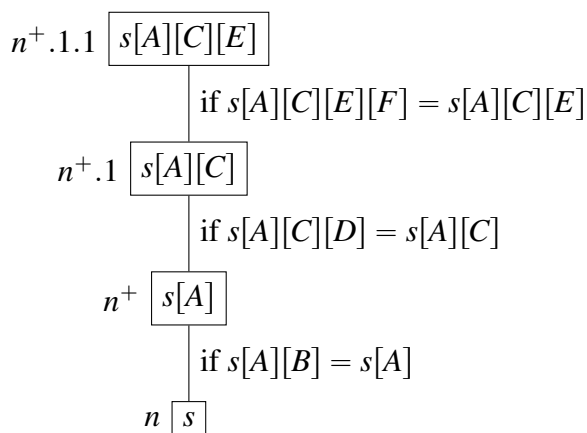 n⁺.1.1 s[A][C][E]
if s[A][C][E][F] = s[A][C][E]
n⁺.1 s[A][C]
if s[A][C][D] = s[A][C]
n⁺ s[A]
if s[A][B] = s[A]
n s